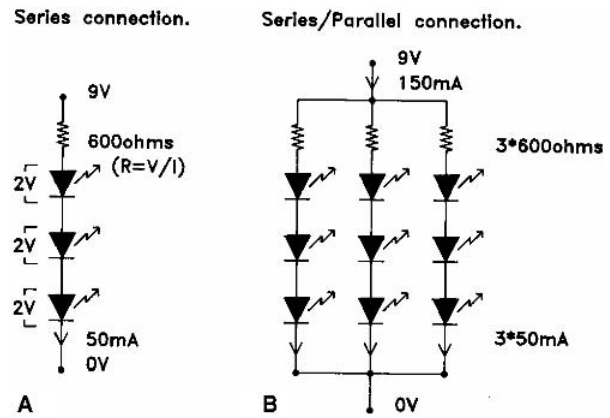 Series connection.
Series/Parallel connection.
9V
600ohms
(R=V/I)
2V
2V
2V
50mA
0V
A
9V
150mA
3*600ohms
3*50mA
0V
B